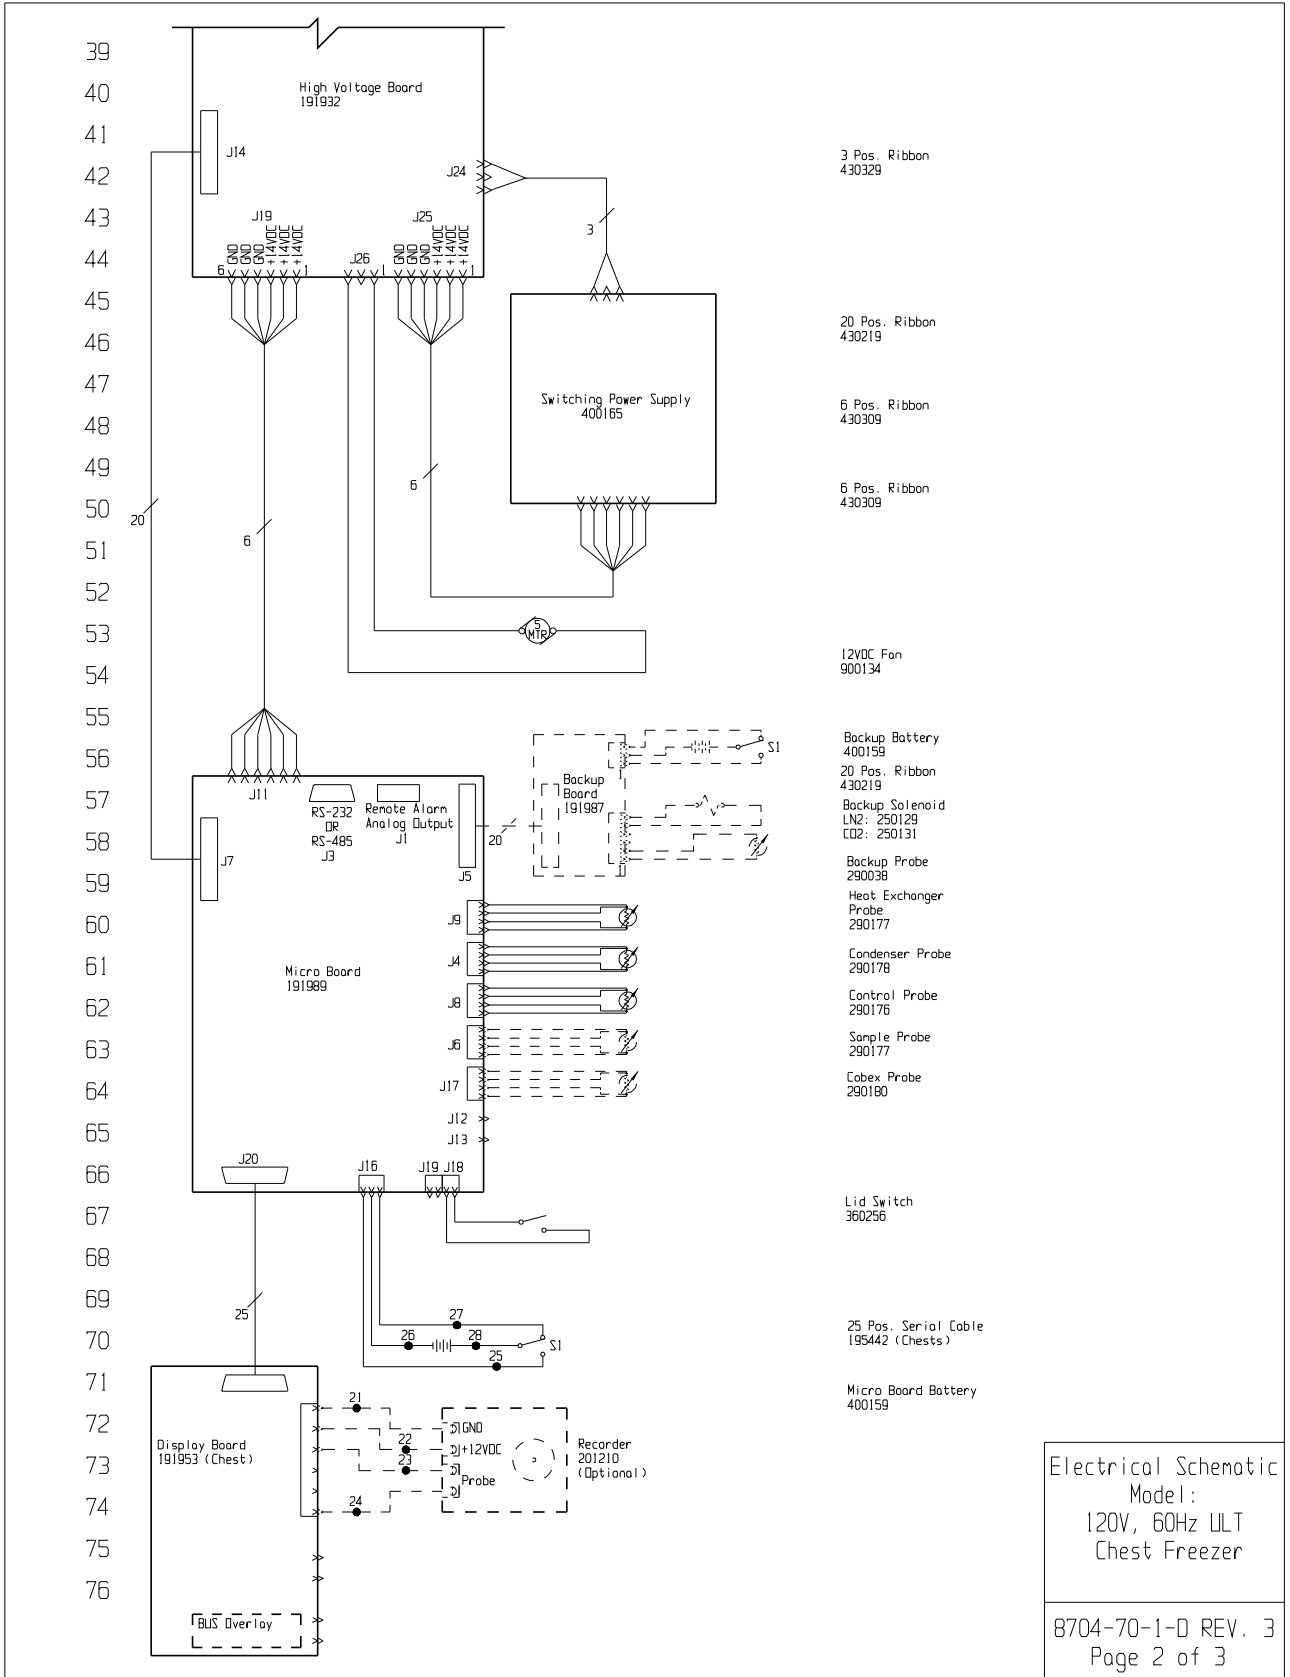 39
40
41
42
43
44
45
46
47
48
49
50
51
52
53
54
55
56
57
58
59
60
61
62
63
64
65
66
67
68
69
70
71
72
73
74
75
76
High Voltage Board
191932
J14
J24
J19
GND
GND
GND
+14VDC
+14VDC
+14VDC
6
1
J26
1
J25
GND
GND
GND
+14VDC
+14VDC
+14VDC
1
3
Switching Power Supply
400165
6
20
6
5
MTR
J11
RS-232
OR
RS-485
J3
Remote Alarm
Analog Output
J1
J5
J7
20
Backup
Board
191987
1
1
S1
Micro Board
191989
J9
J4
J8
J6
J17
J12
J13
J20
J16
J19
J18
25
27
26
28
25
S1
Display Board
191953 (Chest)
21
22
23
24
GND
+12VDC
Probe
Recorder
201210
(Optional)
BUS Overlay
3 Pos. Ribbon
430329
20 Pos. Ribbon
430219
6 Pos. Ribbon
430309
6 Pos. Ribbon
430309
12VDC Fan
900134
Backup Battery
400159
20 Pos. Ribbon
430219
Backup Solenoid
LN2: 250129
CO2: 250131
Backup Probe
290038
Heat Exchanger
Probe
290177
Condenser Probe
290178
Control Probe
290176
Sample Probe
290177
Cobex Probe
290180
Lid Switch
360256
25 Pos. Serial Cable
195442 (Chests)
Micro Board Battery
400159
Electrical Schematic
Model:
120V, 60Hz ULT
Chest Freezer
8704-70-1-D REV. 3
Page 2 of 3